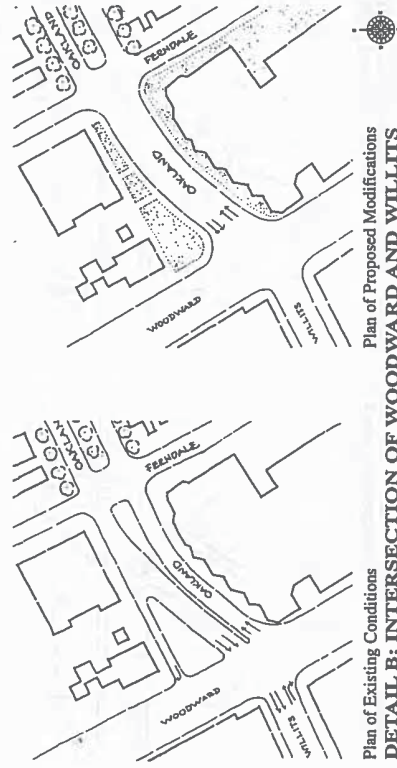 OAKLAND
FERNDALE
OAKLAND
WOODWARD
WILLITS
Plan of Existing Conditions
OAKLAND
FERNDALE
OAKLAND
WOODWARD
WILLITS
Plan of Proposed Modifications
DETAIL B: INTERSECTION OF WOODWARD AND WILLITS